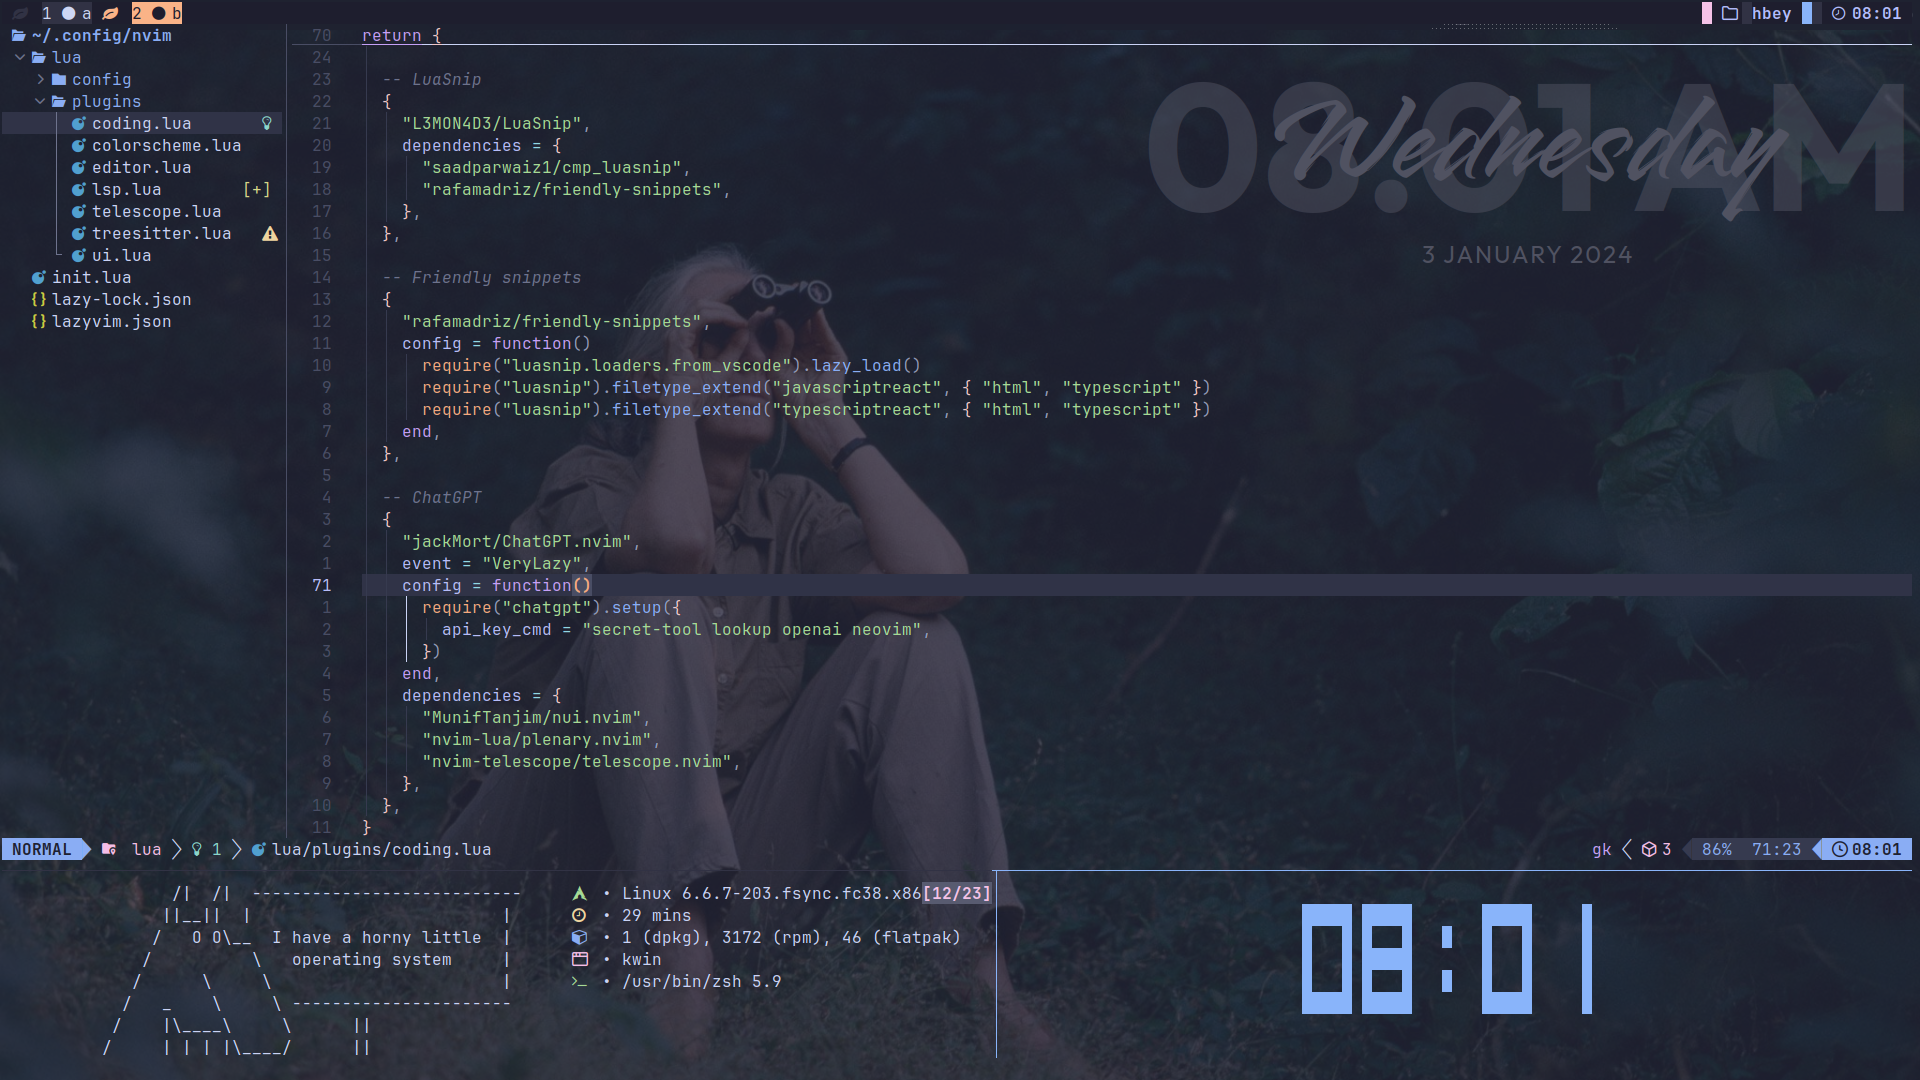 1 a 2 b hbey 08:01
~/.config/nvim
lua
config
plugins
coding.lua
colorscheme.lua
editor.lua
lsp.lua [+]
telescope.lua
treesitter.lua
ui.lua
init.lua
{} lazy-lock.json
{} lazyvim.json
70 return {
24
23 -- LuaSnip
22 {
21 "L3MON4D3/LuaSnip",
20 dependencies = {
19 "saadparwaiz1/cmp_luasnip",
18 "rafamadriz/friendly-snippets",
17 },
16 },
15
14 -- Friendly snippets
13 {
12 "rafamadriz/friendly-snippets",
11 config = function()
10 require("luasnip.loaders.from_vscode").lazy_load()
9 require("luasnip").filetype_extend("javascriptreact", { "html", "typescript" })
8 require("luasnip").filetype_extend("typescriptreact", { "html", "typescript" })
7 end,
6 },
5
4 -- ChatGPT
3 {
2 "jackMort/ChatGPT.nvim",
1 event = "VeryLazy",
71 config = function()
1 require("chatgpt").setup({
2 api_key_cmd = "secret-tool lookup openai neovim",
3 })
4 end,
5 dependencies = {
6 "MunifTanjim/nui.nvim",
7 "nvim-lua/plenary.nvim",
8 "nvim-telescope/telescope.nvim",
9 },
10 },
11 }
08.01 AM
Wednesday
3 JANUARY 2024
NORMAL lua 1 lua/plugins/coding.lua gk 3 86% 71:23 08:01
/| /| ---------------------------
||__|| | |
/ O O\__ I have a horny little |
/ \ operating system |
/ \ \ |
/ _ \ \ ----------------------
/ |\____\ \ ||
/ | | | |\____/ ||
• Linux 6.6.7-203.fsync.fc38.x86[12/23]
• 29 mins
• 1 (dpkg), 3172 (rpm), 46 (flatpak)
• kwin
• /usr/bin/zsh 5.9
08:01